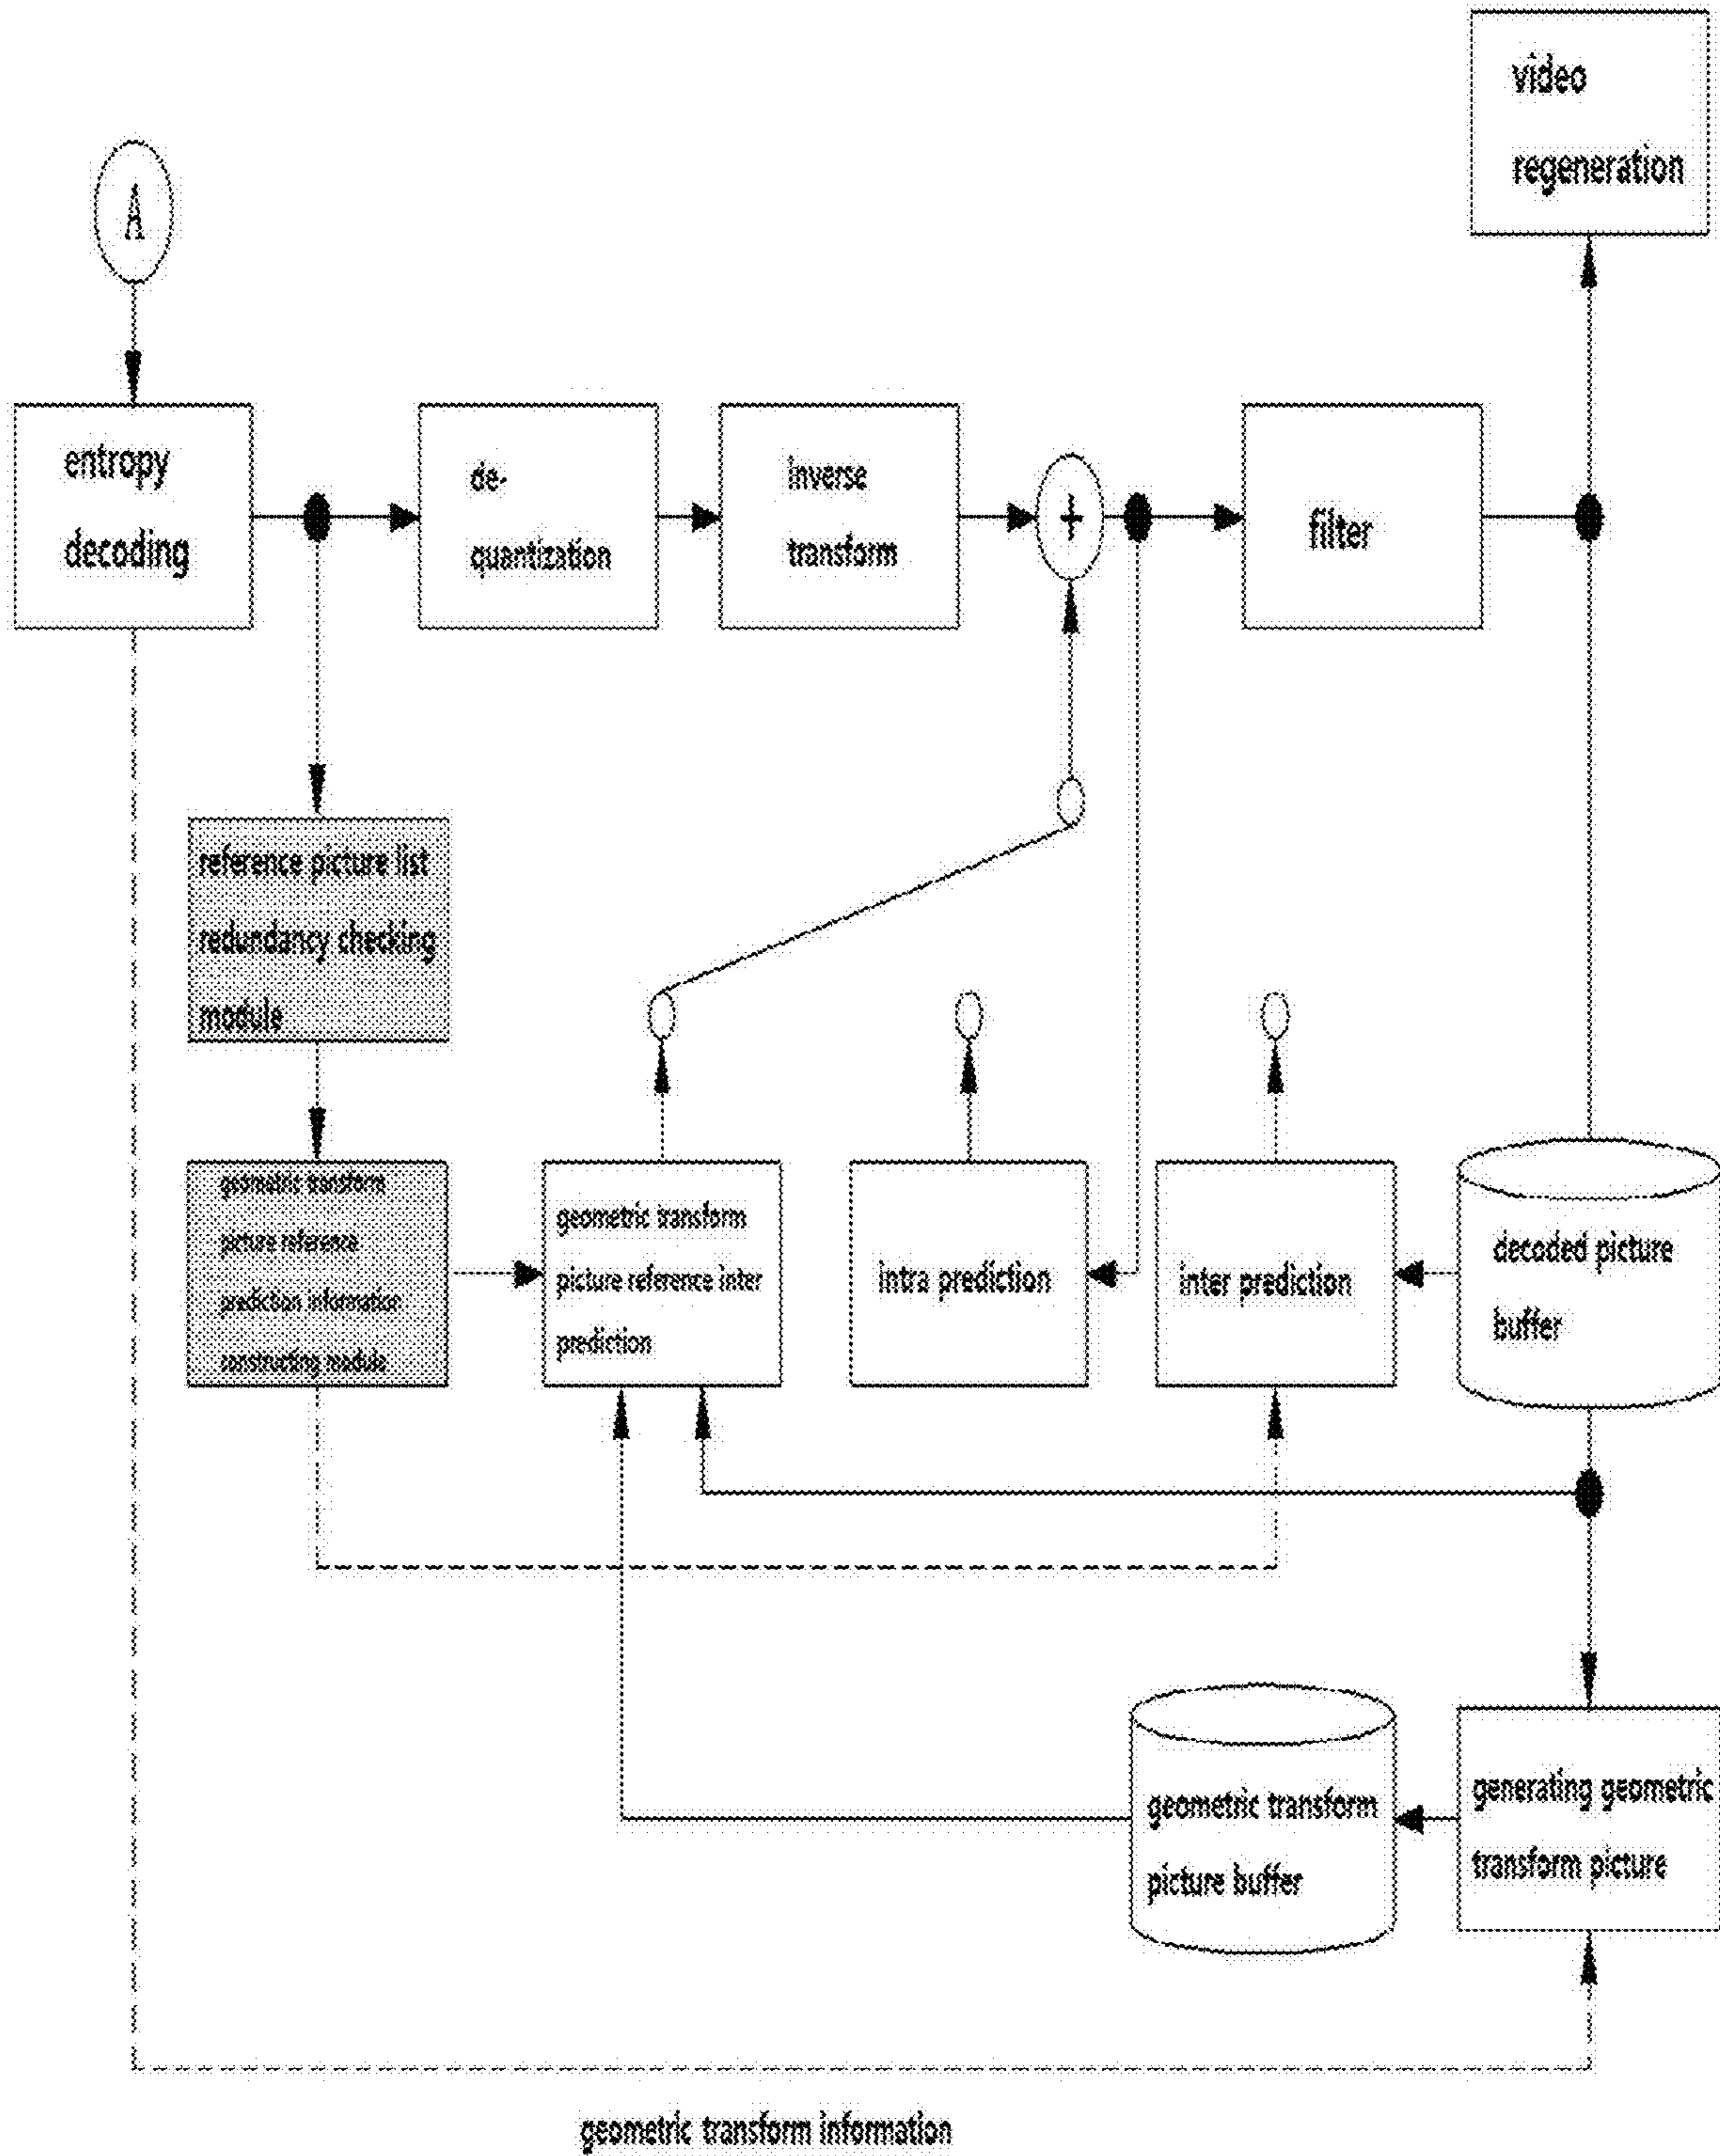 video
regeneration
A
entropy
decoding
de-
quantization
inverse
transform
+
filter
reference picture list
redundancy checking
module
geometric transform
picture reference
prediction information
constructing module
geometric transform
picture reference inter
prediction
intra prediction
inter prediction
decoded picture
buffer
geometric transform
picture buffer
generating geometric
transform picture
geometric transform information